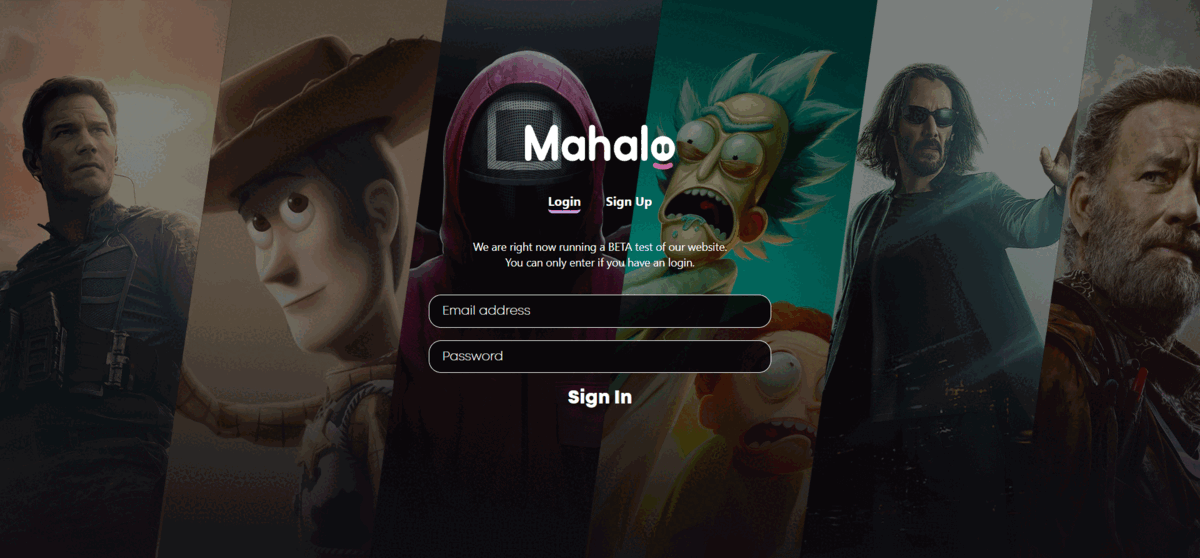 Mahalo
Login Sign Up
We are right now running a BETA test of our website.
You can only enter if you have an login.
Email address
Password
Sign In